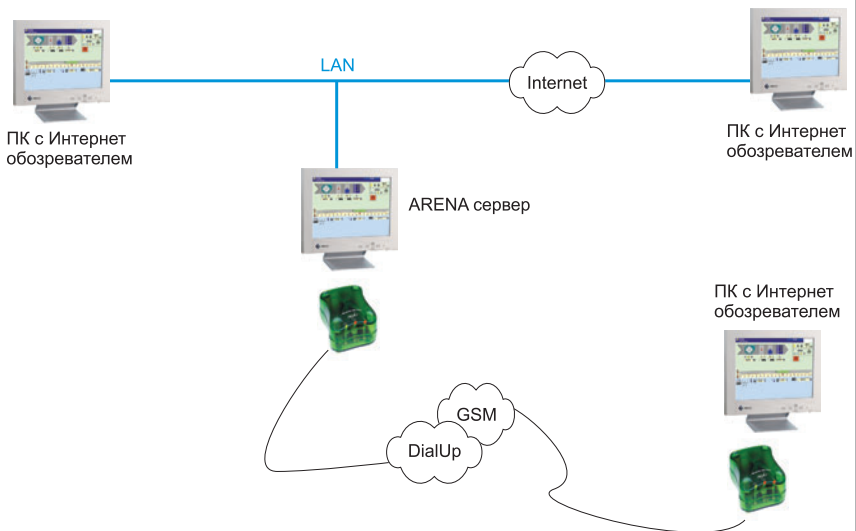 LAN
Internet
ПК с Интернет
обозревателем
ПК с Интернет
обозревателем
ARENA сервер
ПК с Интернет
обозревателем
GSM
DialUp